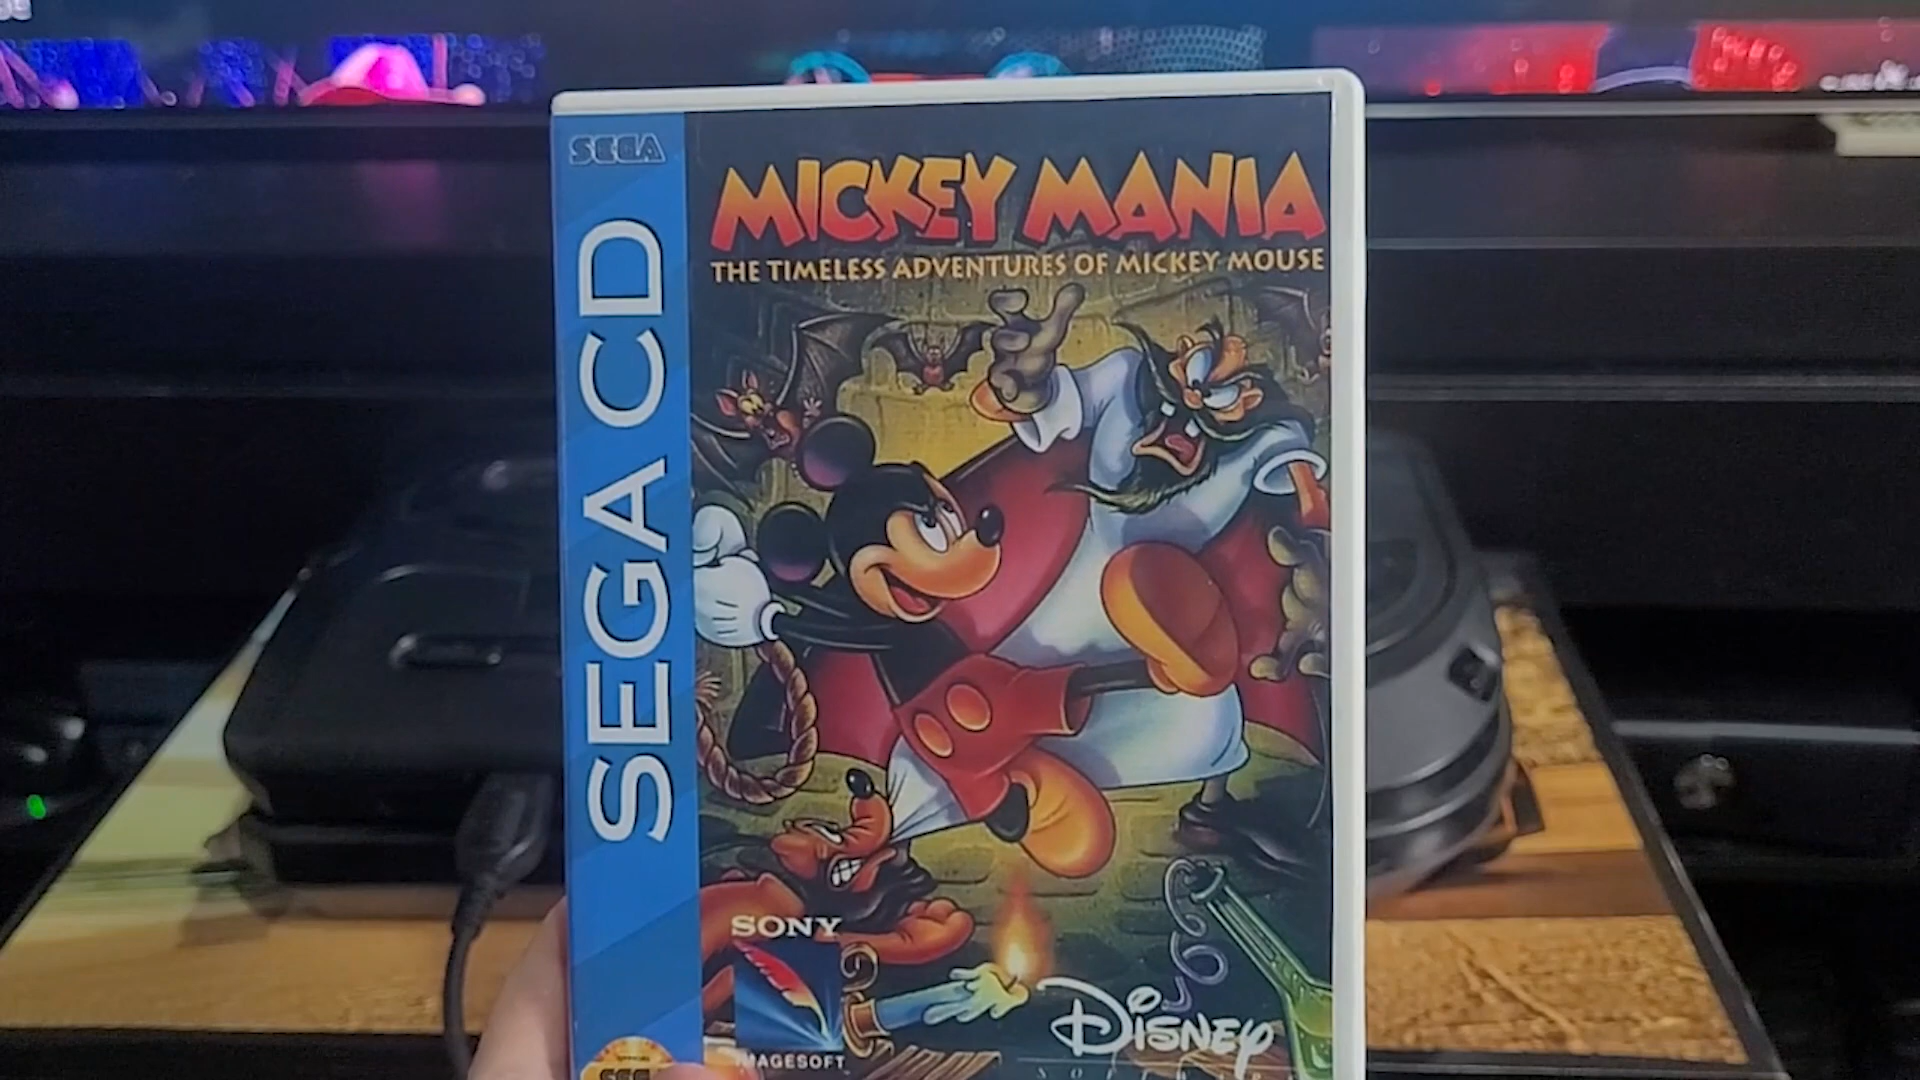 SEGA
SEGA CD
MICKEY MANIA
THE TIMELESS ADVENTURES OF MICKEY MOUSE
SONY
IMAGESOFT
DISNEY